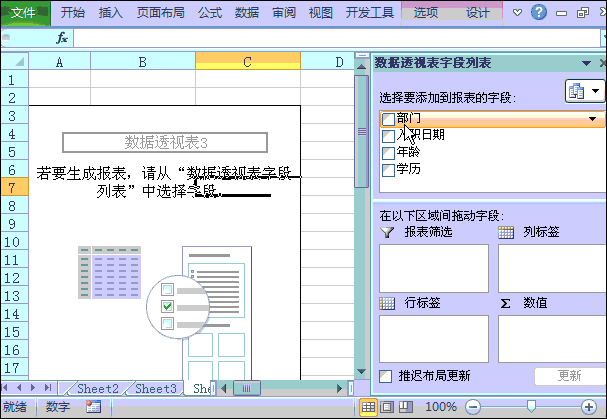 文件 开始 插入 页面布局 公式 数据 审阅 视图 开发工具 选项 设计
fx
A B C D
数据透视表字段列表
选择要添加到报表的字段:
部门
入职日期
年龄
学历
1
2
3
4
5
6
7
8
9
10
11
12
13
14
15
16
17
数据透视表3
若要生成报表，请从“数据透视表字段
列表”中选择字段。
在以下区域间拖动字段:
报表筛选 列标签
行标签 Σ 数值
推迟布局更新 更新
Sheet2 Sheet3 She
就绪 数字 100%